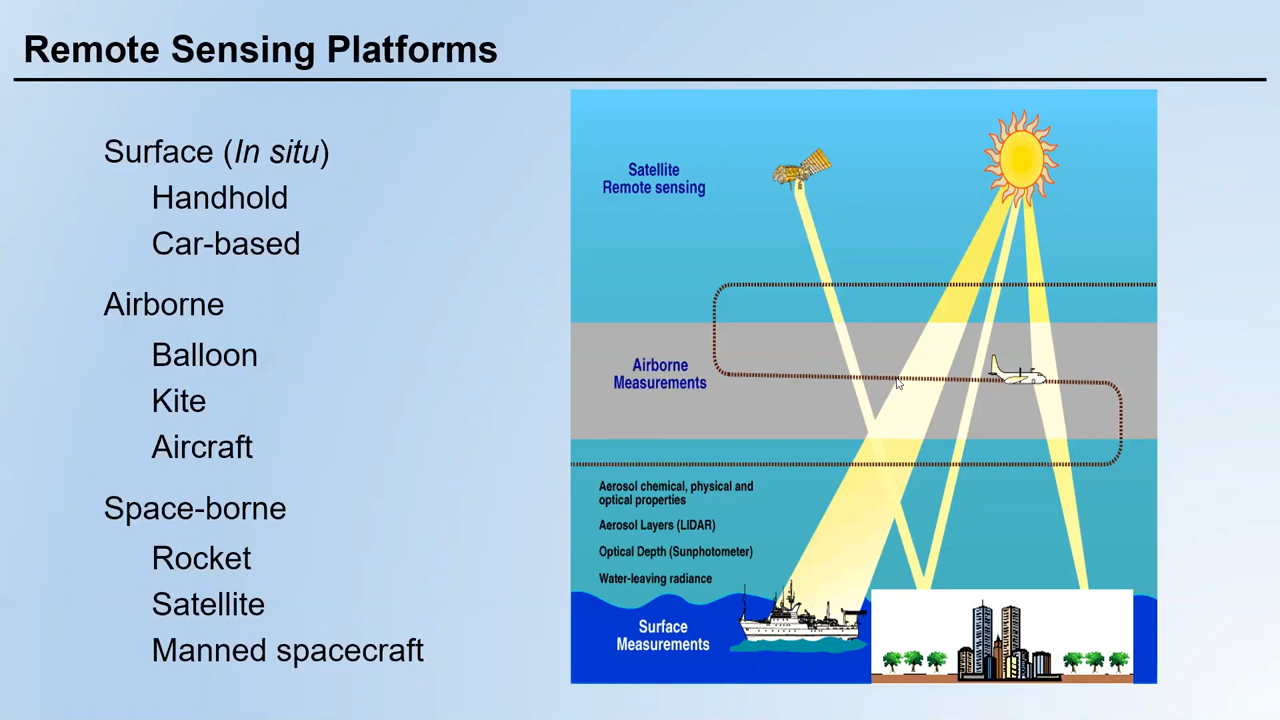 Remote Sensing Platforms
Surface (In situ)
Handhold
Car-based
Airborne
Balloon
Kite
Aircraft
Space-borne
Rocket
Satellite
Manned spacecraft
Satellite
Remote sensing
Airborne
Measurements
Aerosol chemical, physical and
optical properties
Aerosol Layers (LIDAR)
Optical Depth (Sunphotometer)
Water-leaving radiance
Surface
Measurements